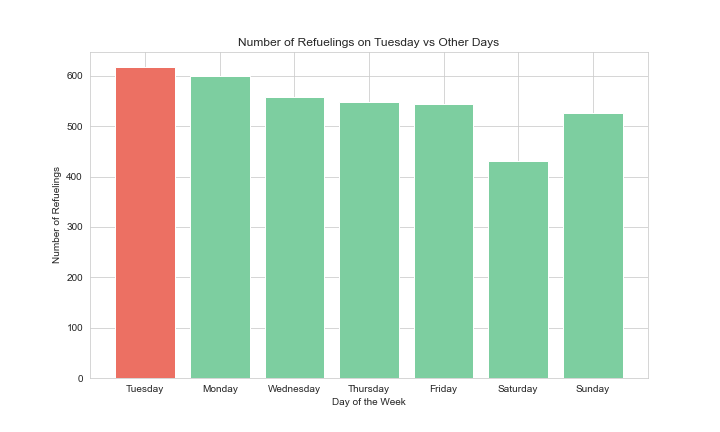 Number of Refuelings on Tuesday vs Other Days
Number of Refuelings
600
500
400
300
200
100
0
Tuesday Monday Wednesday Thursday Friday Saturday Sunday
Day of the Week